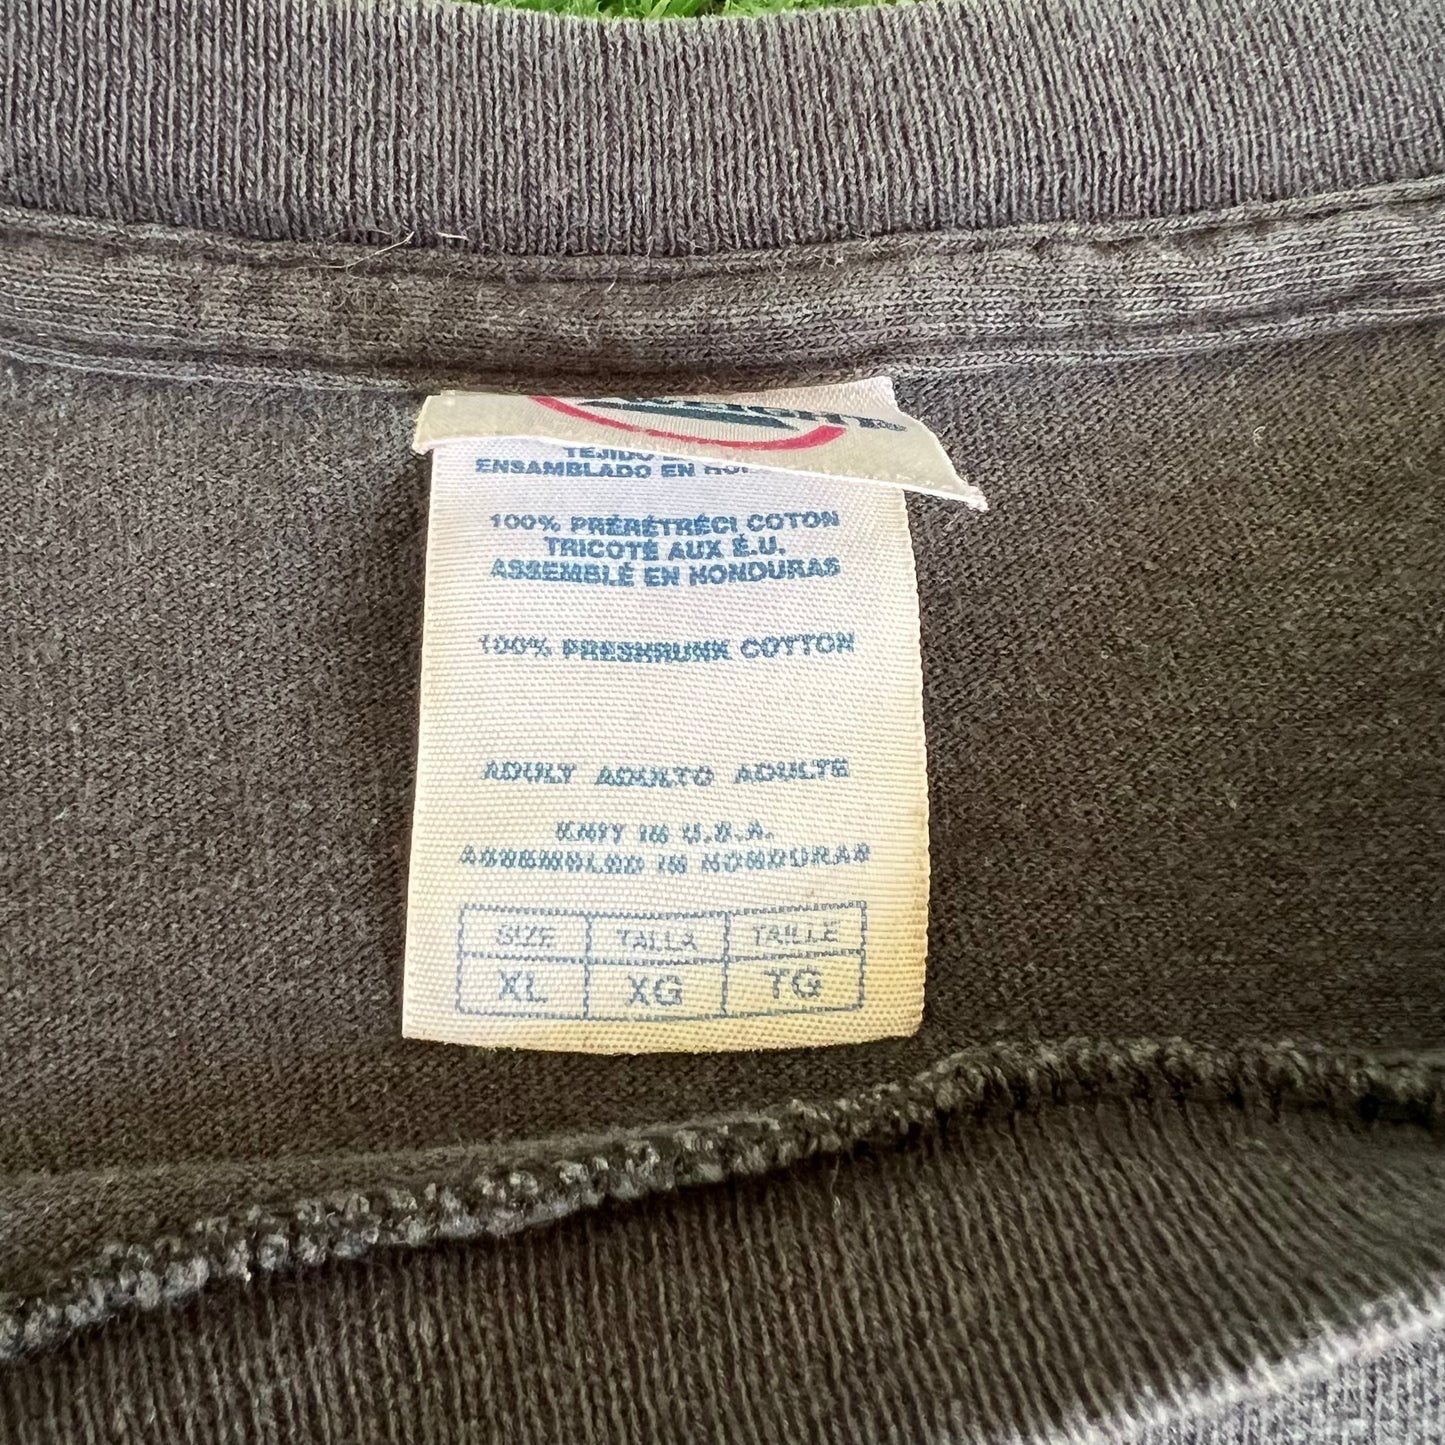 TEJIDO
ENSAMBLADO EN
100% PRÉRÉTRÉCI COTON
TRICOTÉ AUX É.U.
ASSEMBLÉ EN HONDURAS
100% PRESHRUNK COTTON
ADULT ADULTO ADULTE
KNIT IN U.S.A.
ASSEMBLED IN HONDURAS
SIZE TALLA TAILLE
XL XG TG